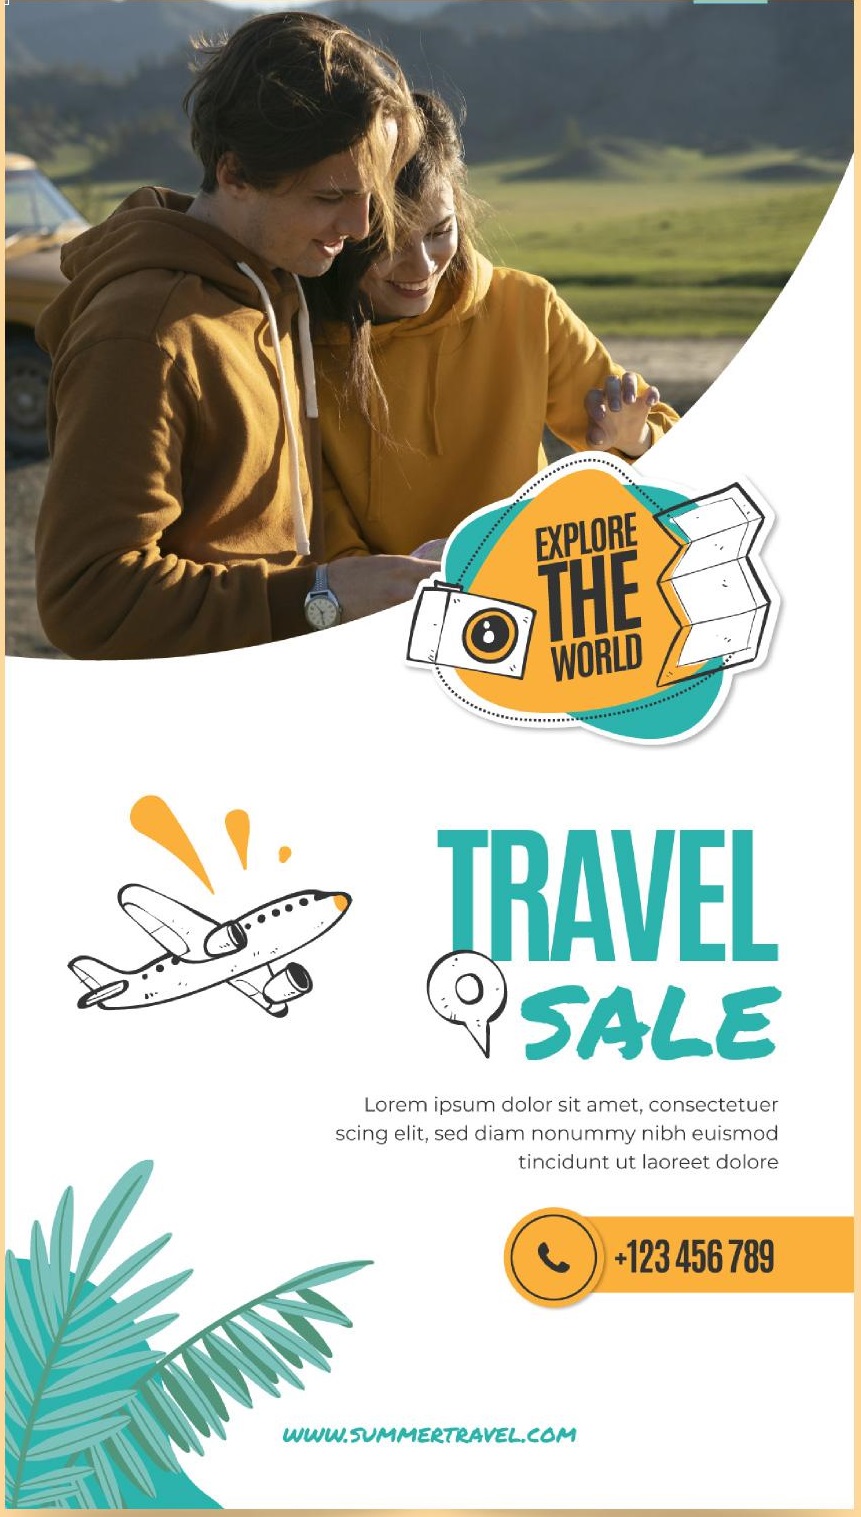 EXPLORE
THE
WORLD
TRAVEL
SALE
Lorem ipsum dolor sit amet, consectetuer
scing elit, sed diam nonummy nibh euismod
tincidunt ut laoreet dolore
+123 456 789
WWW.SUMMERTRAVEL.COM